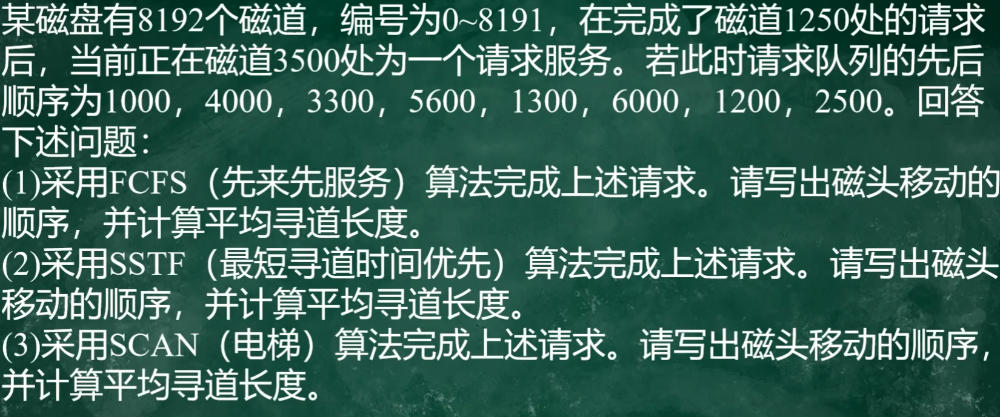 某磁盘有8192个磁道，编号为0~8191，在完成了磁道1250处的请求
后，当前正在磁道3500处为一个请求服务。若此时请求队列的先后
顺序为1000，4000，3300，5600，1300，6000，1200，2500。回答
下述问题：
(1)采用FCFS（先来先服务）算法完成上述请求。请写出磁头移动的
顺序，并计算平均寻道长度。
(2)采用SSTF（最短寻道时间优先）算法完成上述请求。请写出磁头
移动的顺序，并计算平均寻道长度。
(3)采用SCAN（电梯）算法完成上述请求。请写出磁头移动的顺序，
并计算平均寻道长度。